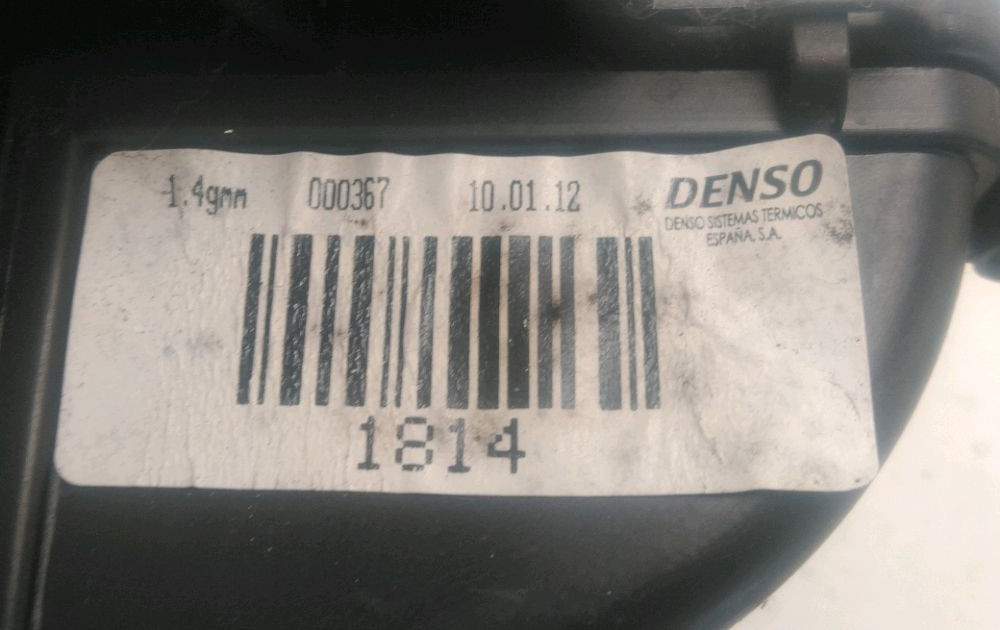 1.4gmm 000367 10.01.12 DENSO
DENSO SISTEMAS TERMICOS
ESPAÑA, S.A.
1814